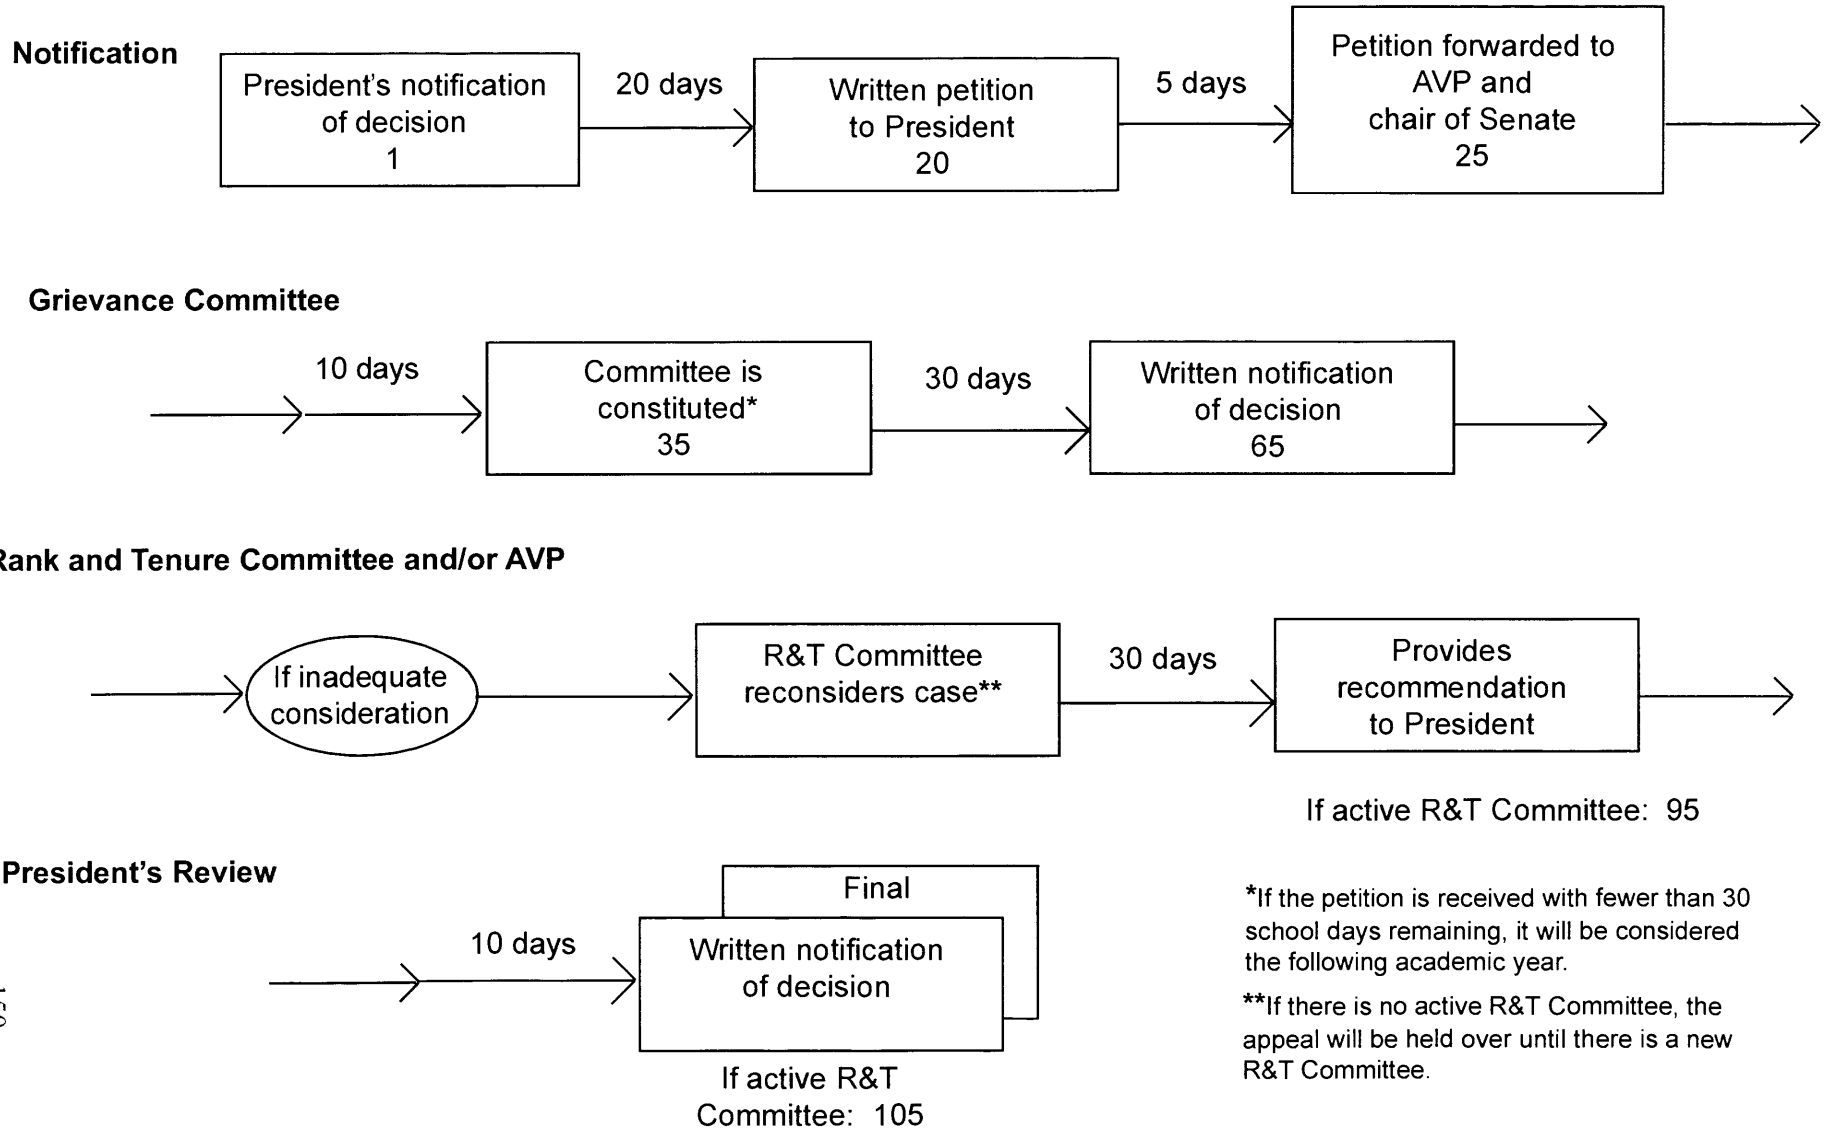 Notification
President's notification
of decision
1
20 days
Written petition
to President
20
5 days
Petition forwarded to
AVP and
chair of Senate
25
Grievance Committee
10 days
Committee is
constituted*
35
30 days
Written notification
of decision
65
Rank and Tenure Committee and/or AVP
If inadequate
consideration
R&T Committee
reconsiders case**
30 days
Provides
recommendation
to President
If active R&T Committee: 95
President's Review
10 days
Final
Written notification
of decision
If active R&T
Committee: 105
*If the petition is received with fewer than 30
school days remaining, it will be considered
the following academic year.
**If there is no active R&T Committee, the
appeal will be held over until there is a new
R&T Committee.